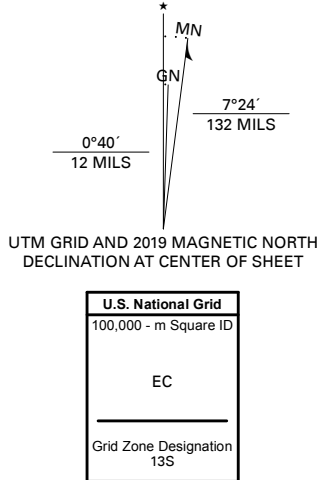 ★
MN
GN
7°24´
132 MILS
0°40´
12 MILS
UTM GRID AND 2019 MAGNETIC NORTH
DECLINATION AT CENTER OF SHEET
U.S. National Grid
100,000 - m Square ID
EC
Grid Zone Designation
13S